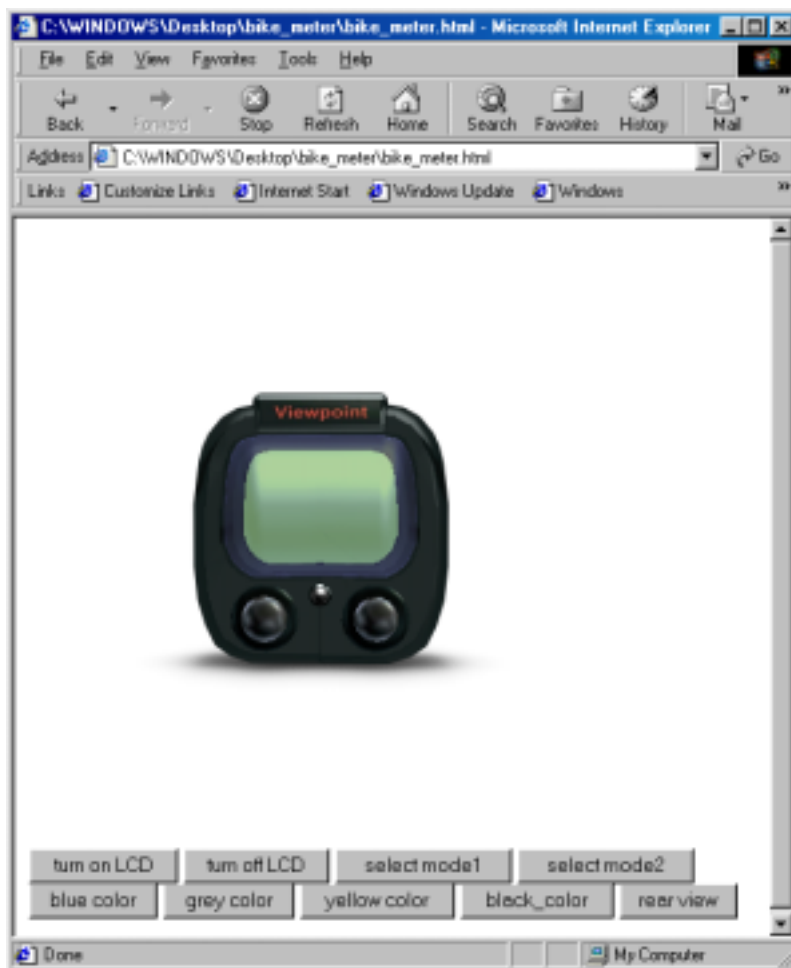 C:\WINDOWS\Desktop\bike_meter\bike_meter.html - Microsoft Internet Explorer
File Edit View Favorites Tools Help
Back Forward Stop Refresh Home Search Favorites History Mail »
Address C:\WINDOWS\Desktop\bike_meter\bike_meter.html Go
Links Customize Links Internet Start Windows Update Windows »
Viewpoint
turn on LCD turn off LCD select mode1 select mode2
blue color grey color yellow color black_color rear view
Done My Computer